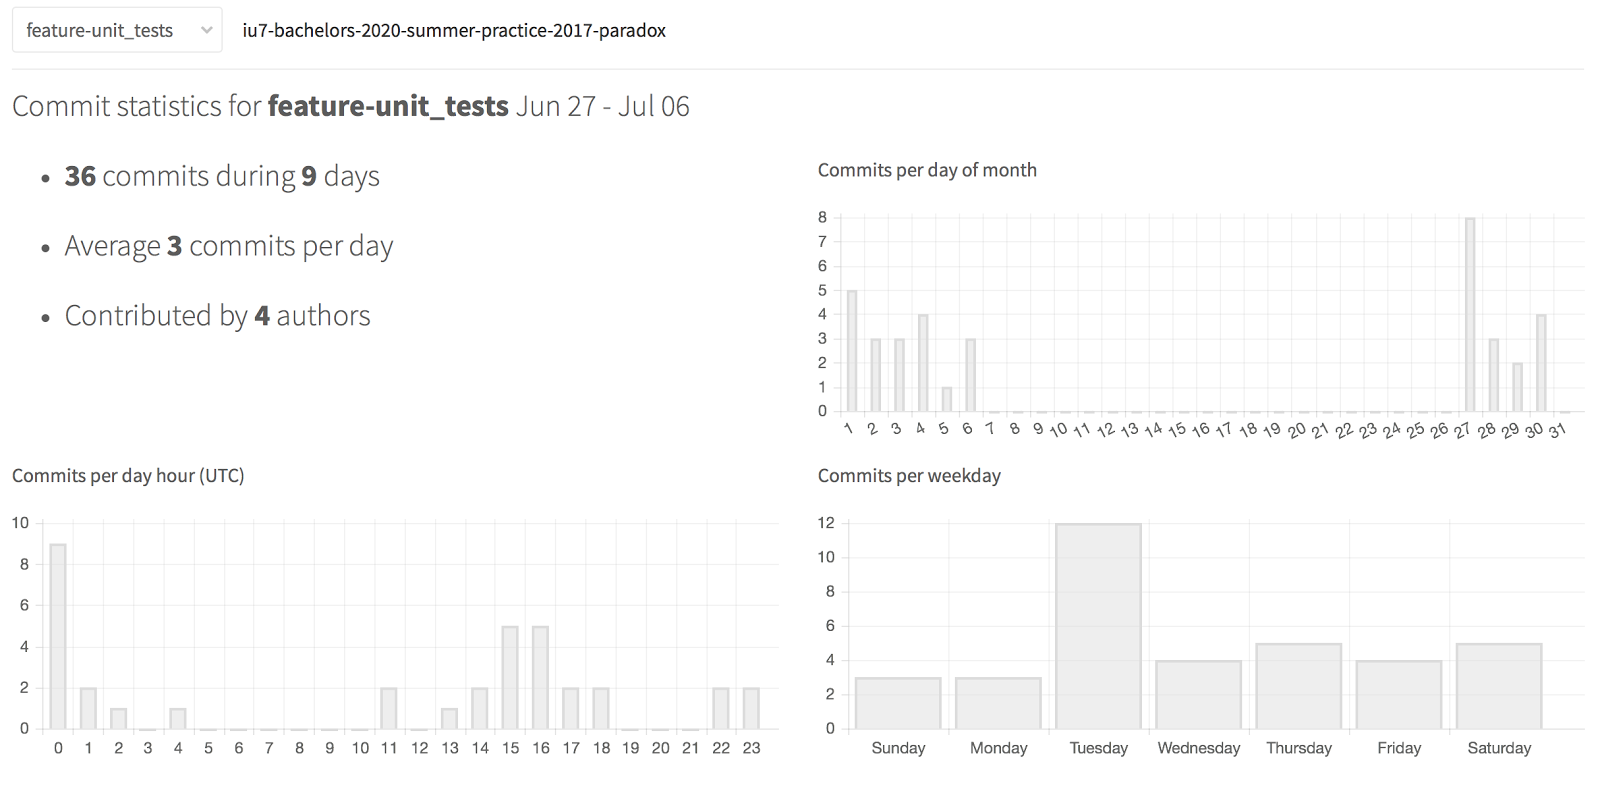 feature-unit_tests iu7-bachelors-2020-summer-practice-2017-paradox
Commit statistics for feature-unit_tests Jun 27 - Jul 06
• 36 commits during 9 days
• Average 3 commits per day
• Contributed by 4 authors
Commits per day of month
8
7
6
5
4
3
2
1
0
1 2 3 4 5 6 7 8 9 10 11 12 13 14 15 16 17 18 19 20 21 22 23 24 25 26 27 28 29 30 31
Commits per day hour (UTC)
10
8
6
4
2
0
0 1 2 3 4 5 6 7 8 9 10 11 12 13 14 15 16 17 18 19 20 21 22 23
Commits per weekday
12
10
8
6
4
2
0
Sunday Monday Tuesday Wednesday Thursday Friday Saturday